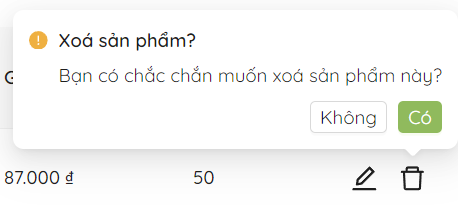 Xoá sản phẩm?
Bạn có chắc chắn muốn xoá sản phẩm này?
Không Có
87.000 ₫ 50